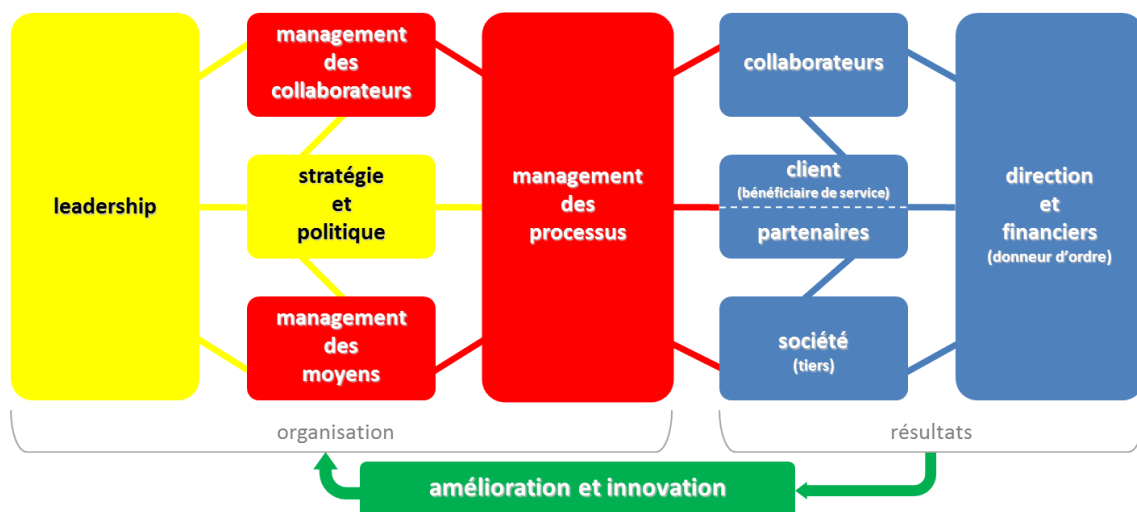 leadership
management
des
collaborateurs
stratégie
et
politique
management
des
moyens
management
des
processus
collaborateurs
client
(bénéficiaire de service)
partenaires
société
(tiers)
direction
et
financiers
(donneur d'ordre)
organisation
résultats
amélioration et innovation